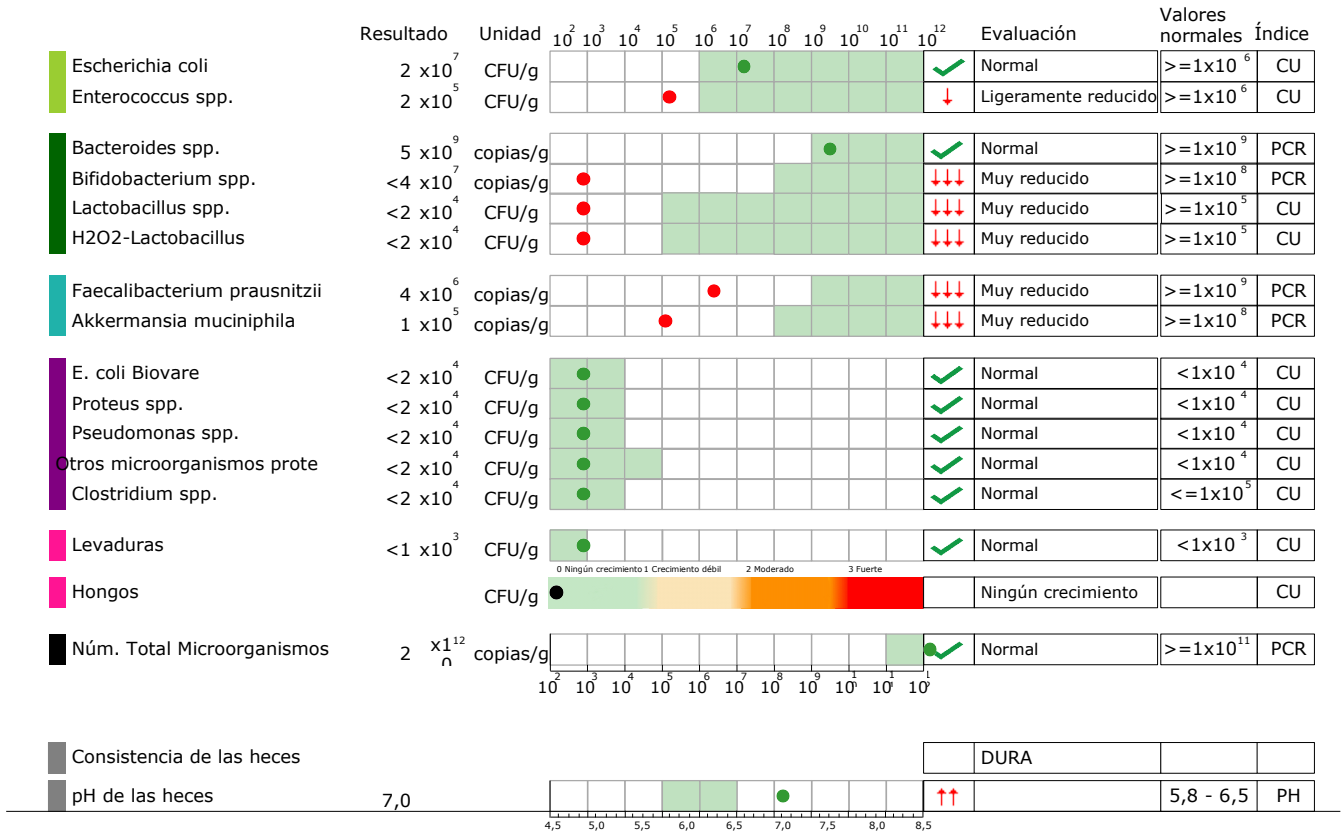 Resultado Unidad 10² 10³ 10⁴ 10⁵ 10⁶ 10⁷ 10⁸ 10⁹ 10¹⁰ 10¹¹ 10¹² Evaluación Valores normales Índice
Escherichia coli 2 x10⁷ CFU/g Normal >=1x10⁶ CU
Enterococcus spp. 2 x10⁵ CFU/g ↓ Ligeramente reducido >=1x10⁶ CU
Bacteroides spp. 5 x10⁹ copias/g Normal >=1x10⁹ PCR
Bifidobacterium spp. <4 x10⁷ copias/g ↓↓↓ Muy reducido >=1x10⁸ PCR
Lactobacillus spp. <2 x10⁴ CFU/g ↓↓↓ Muy reducido >=1x10⁵ CU
H2O2-Lactobacillus <2 x10⁴ CFU/g ↓↓↓ Muy reducido >=1x10⁵ CU
Faecalibacterium prausnitzii 4 x10⁶ copias/g ↓↓↓ Muy reducido >=1x10⁹ PCR
Akkermansia muciniphila 1 x10⁵ copias/g ↓↓↓ Muy reducido >=1x10⁸ PCR
E. coli Biovare <2 x10⁴ CFU/g Normal <1x10⁴ CU
Proteus spp. <2 x10⁴ CFU/g Normal <1x10⁴ CU
Pseudomonas spp. <2 x10⁴ CFU/g Normal <1x10⁴ CU
Otros microorganismos prote <2 x10⁴ CFU/g Normal <1x10⁴ CU
Clostridium spp. <2 x10⁴ CFU/g Normal <=1x10⁵ CU
Levaduras <1 x10³ CFU/g Normal <1x10³ CU
0 Ningún crecimiento 1 Crecimiento débil 2 Moderado 3 Fuerte
Hongos CFU/g Ningún crecimiento CU
Núm. Total Microorganismos 2 x10¹² copias/g Normal >=1x10¹¹ PCR
10² 10³ 10⁴ 10⁵ 10⁶ 10⁷ 10⁸ 10⁹
Consistencia de las heces DURA
pH de las heces 7,0 ↑↑ 5,8 - 6,5 PH
4,5 5,0 5,5 6,0 6,5 7,0 7,5 8,0 8,5